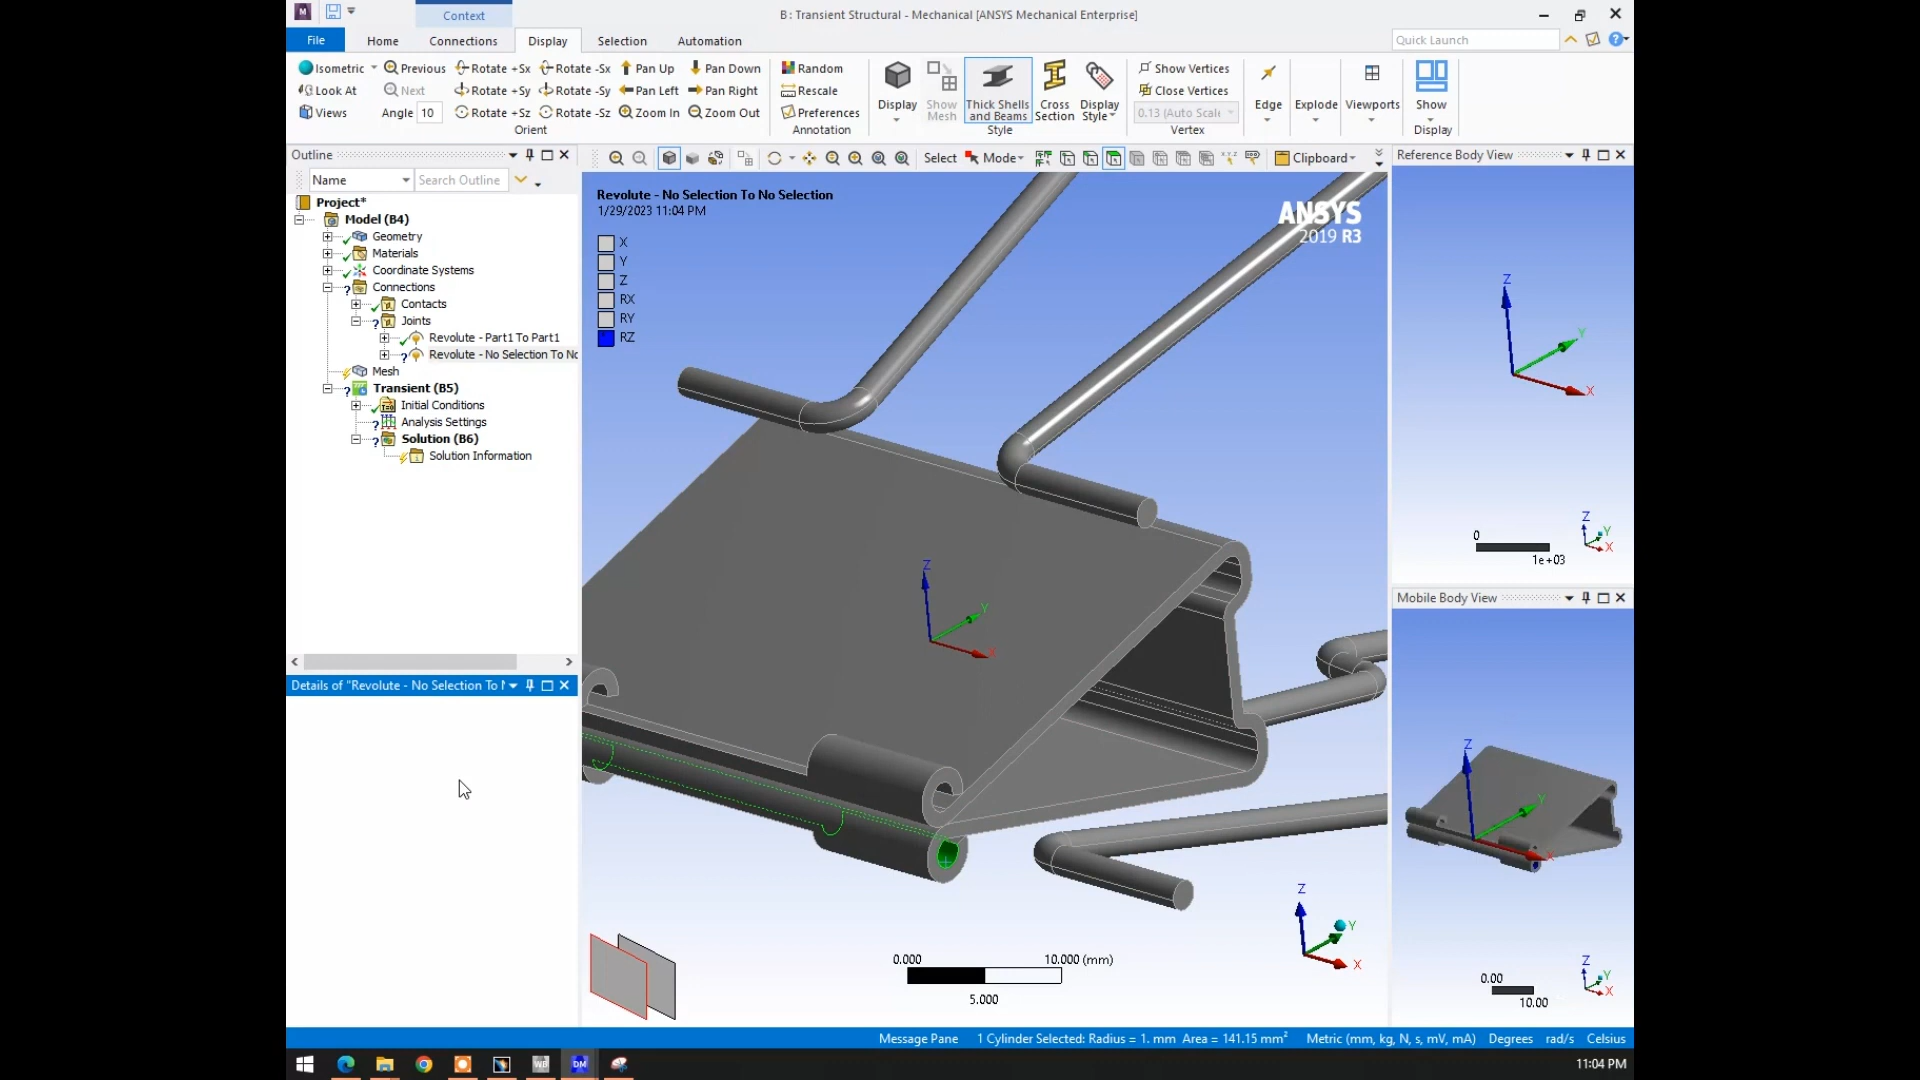 Context
B : Transient Structural - Mechanical [ANSYS Mechanical Enterprise]
File Home Connections Display Selection Automation
Quick Launch
Isometric Previous Rotate +Sx Rotate -Sx Pan Up Pan Down
Look At Next Rotate +Sy Rotate -Sy Pan Left Pan Right
Views Angle 10 Rotate +Sz Rotate -Sz Zoom In Zoom Out
Orient
Random
Rescale
Preferences
Annotation
Display
Show Mesh
Thick Shells and Beams
Cross Section
Display Style
Style
Show Vertices
Close Vertices
0.13 (Auto Scale
Vertex
Edge
Explode
Viewports
Show
Display
Outline
Name Search Outline
Select Mode Clipboard
Project*
Model (B4)
Geometry
Materials
Coordinate Systems
Connections
Contacts
Joints
Revolute - Part1 To Part1
Revolute - No Selection To No
Mesh
Transient (B5)
Initial Conditions
Analysis Settings
Solution (B6)
Solution Information
Details of "Revolute - No Selection To N
Revolute - No Selection To No Selection
1/29/2023 11:04 PM
X
Y
Z
RX
RY
RZ
ANSYS
2019 R3
Z
Y
X
0.000 10.000 (mm)
5.000
Z
Y
X
Reference Body View
Z
Y
X
0
1e+03
Z
Y
X
Mobile Body View
Z
Y
X
0.00
10.00
Z
Y
X
Message Pane 1 Cylinder Selected: Radius = 1. mm Area = 141.15 mm² Metric (mm, kg, N, s, mV, mA) Degrees rad/s Celsius
WB DM
11:04 PM